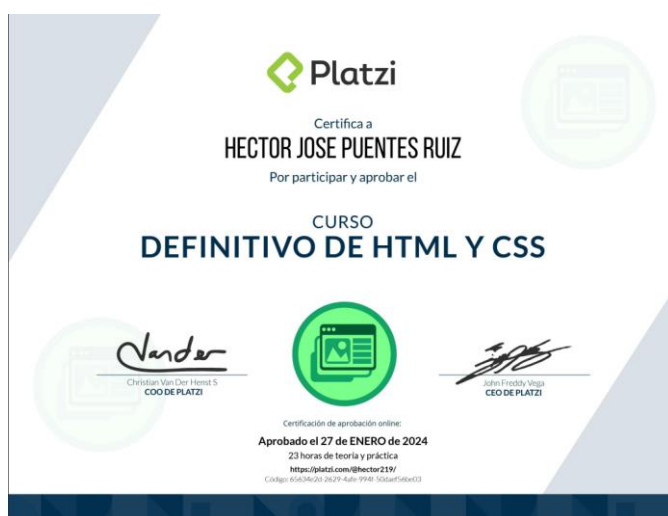 Platzi
Certifica a
HECTOR JOSE PUENTES RUIZ
Por participar y aprobar el
CURSO
DEFINITIVO DE HTML Y CSS
Vander
Christian Van Der Henst S
COO DE PLATZI
John Freddy Vega
CEO DE PLATZI
Certificación de aprobación online:
Aprobado el 27 de ENERO de 2024
23 horas de teoría y práctica
https://platzi.com/@hector219/
Código: